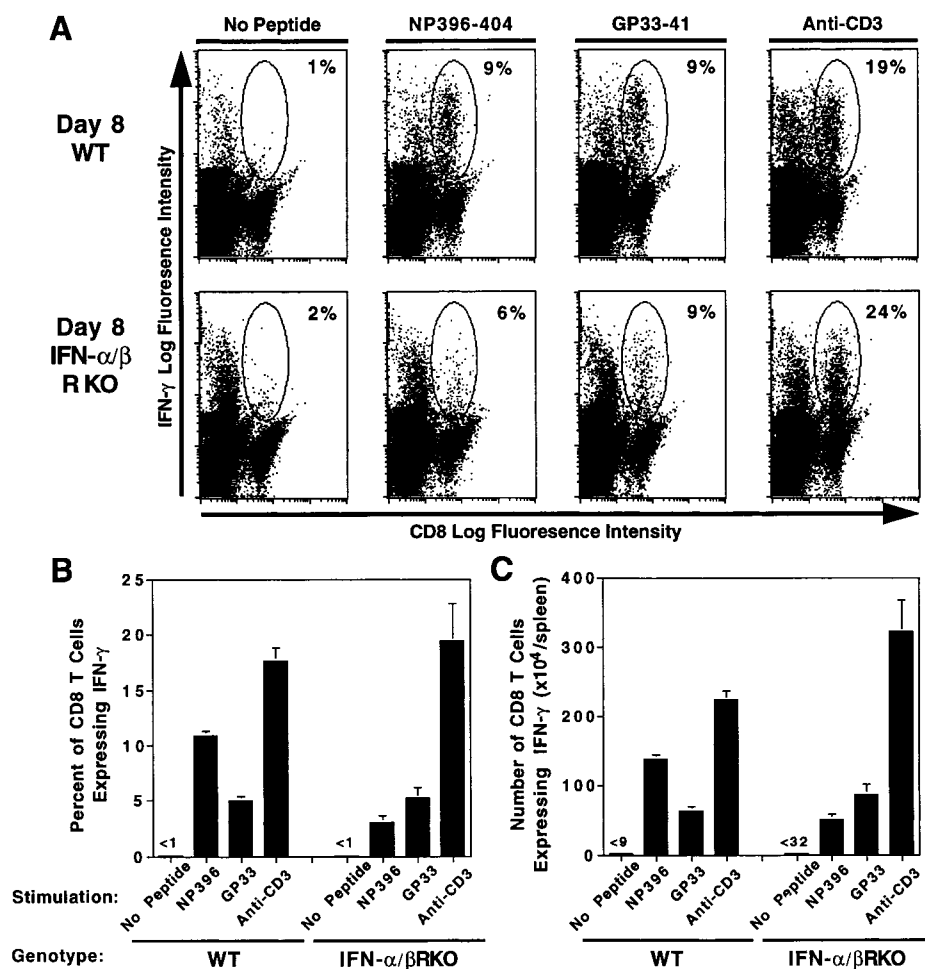 A
No Peptide NP396-404 GP33-41 Anti-CD3
Day 8
WT
1% 9% 9% 19%
Day 8
IFN-α/β
R KO
2% 6% 9% 24%
IFN-γ Log Fluoresence Intensity
CD8 Log Fluoresence Intensity
B
Percent of CD8 T Cells
Expressing IFN-γ
25
20
15
10
5
0
<1 <1
No Peptide NP396 GP33 Anti-CD3 No Peptide NP396 GP33 Anti-CD3
C
Number of CD8 T Cells
Expressing IFN-γ (x10⁴/spleen)
400
300
200
100
0
<9 <32
No Peptide NP396 GP33 Anti-CD3 No Peptide NP396 GP33 Anti-CD3
Stimulation:
Genotype: WT IFN-α/βRKO WT IFN-α/βRKO